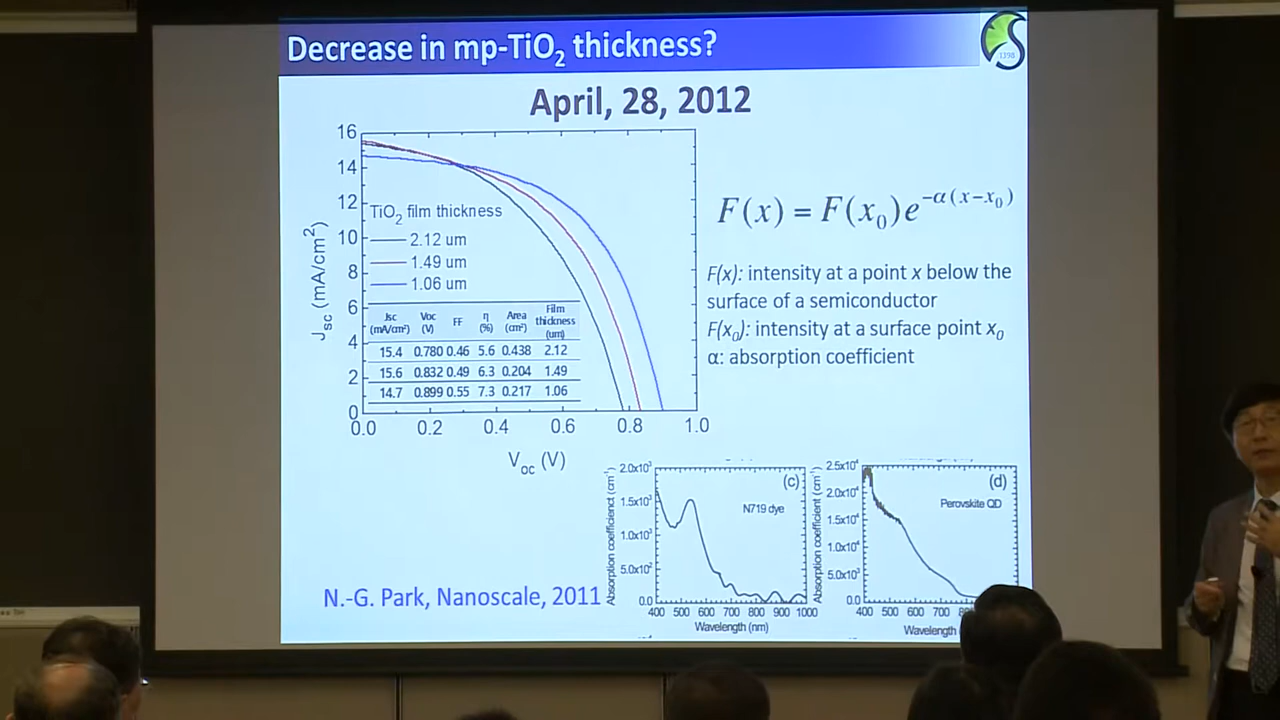 Decrease in mp-TiO2 thickness?
1398
April, 28, 2012
16
14
12
10
8
6
4
2
0
Jsc (mA/cm²)
TiO2 film thickness
2.12 um
1.49 um
1.06 um
Jsc (mA/cm²) Voc (V) FF η (%) Area (cm²) Film thickness (um)
15.4 0.780 0.46 5.6 0.438 2.12
15.6 0.832 0.49 6.3 0.204 1.49
14.7 0.899 0.55 7.3 0.217 1.06
0.0 0.2 0.4 0.6 0.8 1.0
Voc (V)
F(x) = F(x0)e^-α(x-x0)
F(x): intensity at a point x below the
surface of a semiconductor
F(x0): intensity at a surface point x0
α: absorption coefficient
Absorption coefficienct (cm-1)
2.0x10³
1.5x10³
1.0x10³
5.0x10²
0.0
(c)
N719 dye
400 500 600 700 800 900 1000
Wavelength (nm)
Absorption coefficient (cm-1)
2.5x10⁴
2.0x10⁴
1.5x10⁴
1.0x10⁴
5.0x10³
0.0
(d)
Perovskite QD
400 500 600 700
Wavelength
N.-G. Park, Nanoscale, 2011